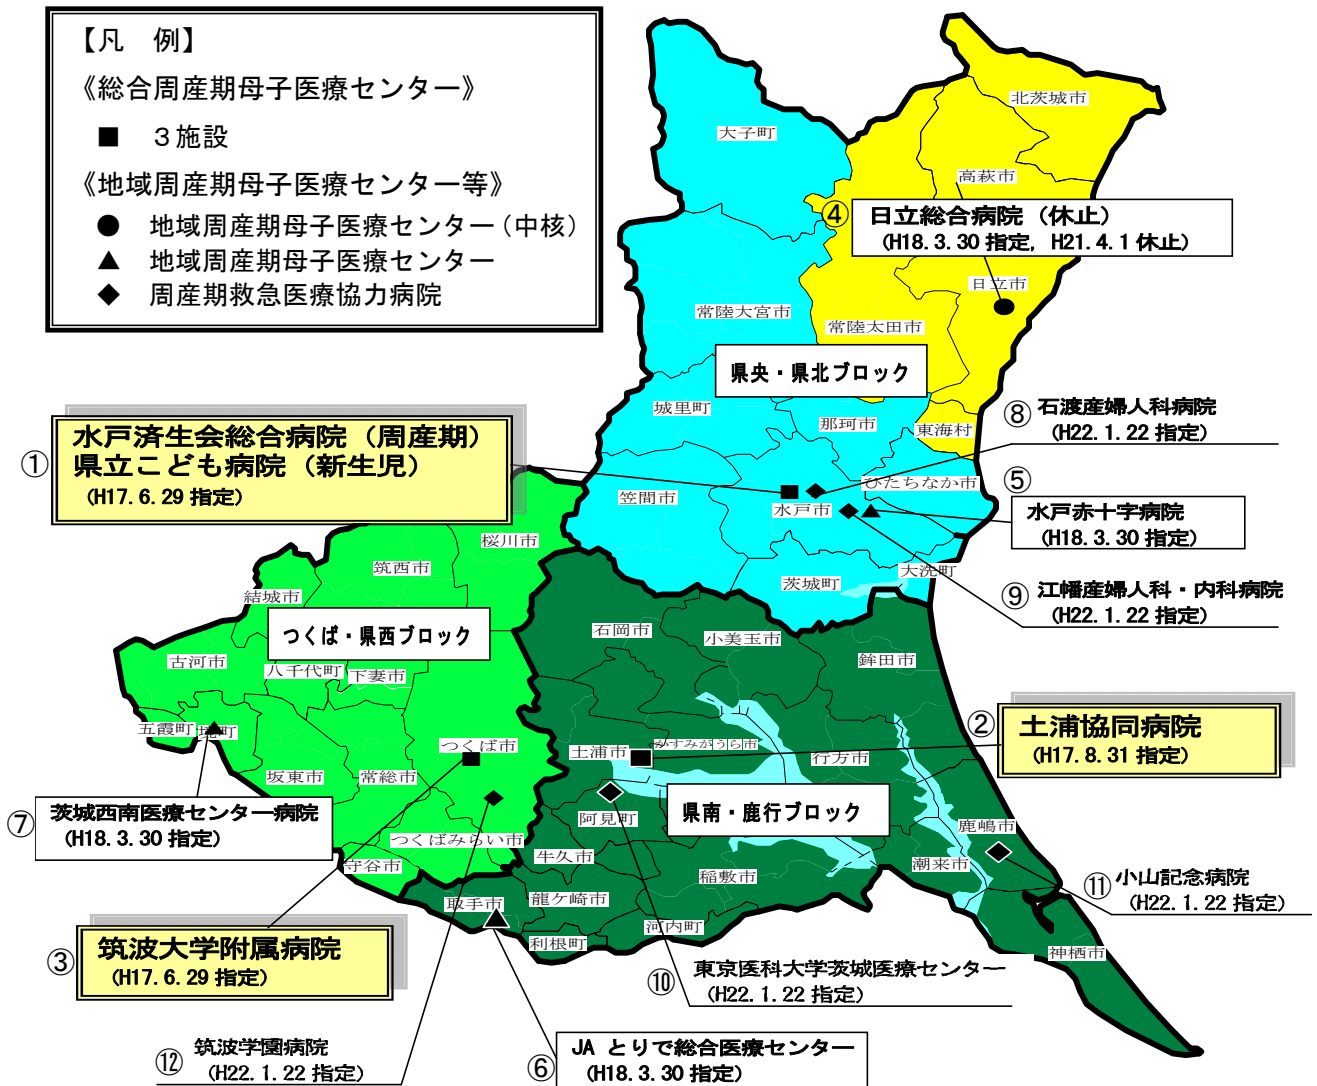 【凡　例】
《総合周産期母子医療センター》
■　３施設
《地域周産期母子医療センター等》
●　地域周産期母子医療センター（中核）
▲　地域周産期母子医療センター
◆　周産期救急医療協力病院
北茨城市
大子町
高萩市
④
日立総合病院（休止）
(H18.3.30 指定, H21.4.1 休止)
日立市
常陸大宮市
常陸太田市
県央・県北ブロック
城里町
那珂市
東海村
⑧
石渡産婦人科病院
(H22.1.22 指定)
①
水戸済生会総合病院（周産期）
県立こども病院（新生児）
(H17.6.29 指定)
笠間市
水戸市
ひたちなか市
⑤
水戸赤十字病院
(H18.3.30 指定)
茨城町
大洗町
⑨
江幡産婦人科・内科病院
(H22.1.22 指定)
桜川市
筑西市
結城市
つくば・県西ブロック
古河市
八千代町
下妻市
五霞町
境町
坂東市
常総市
つくば市
つくばみらい市
守谷市
石岡市
小美玉市
鉾田市
②
土浦協同病院
(H17.8.31 指定)
土浦市
かすみがうら市
行方市
県南・鹿行ブロック
阿見町
鹿嶋市
潮来市
牛久市
稲敷市
龍ケ崎市
取手市
河内町
利根町
神栖市
⑦
茨城西南医療センター病院
(H18.3.30 指定)
③
筑波大学附属病院
(H17.6.29 指定)
⑪
小山記念病院
(H22.1.22 指定)
⑩
東京医科大学茨城医療センター
(H22.1.22 指定)
⑫
筑波学園病院
(H22.1.22 指定)
⑥
JA とりで総合医療センター
(H18.3.30 指定)